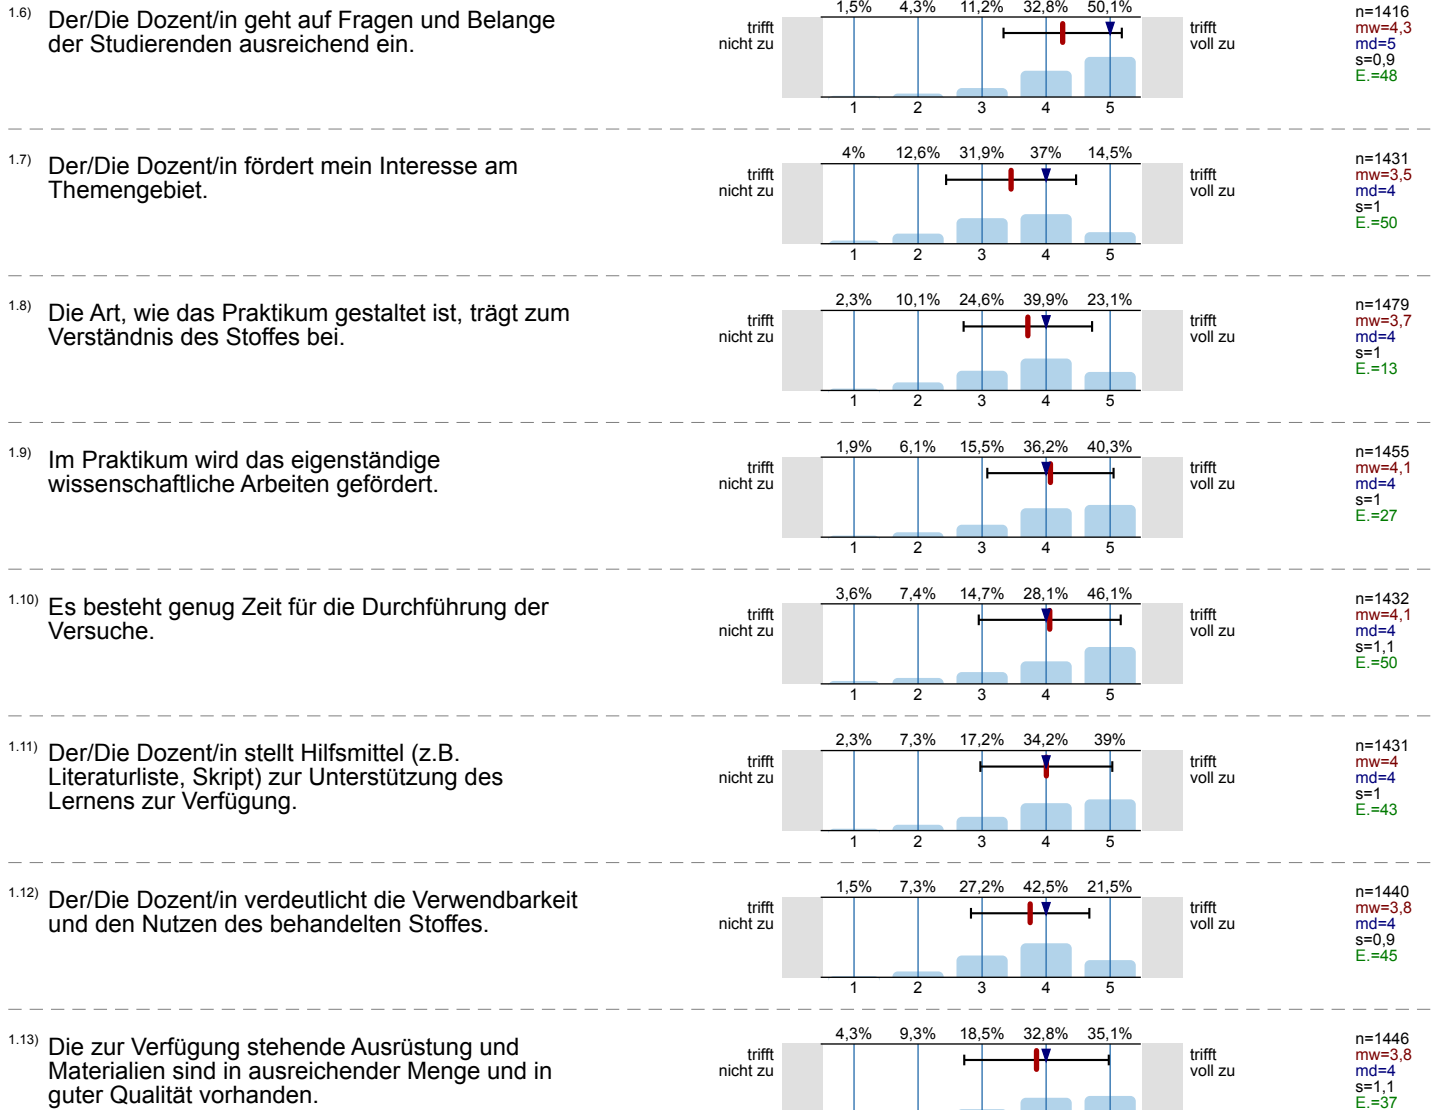 1.6) Der/Die Dozent/in geht auf Fragen und Belange
der Studierenden ausreichend ein.
trifft
nicht zu
1,5% 4,3% 11,2% 32,8% 50,1%
1 2 3 4 5
trifft
voll zu
n=1416
mw=4,3
md=5
s=0,9
E.=48
1.7) Der/Die Dozent/in fördert mein Interesse am
Themengebiet.
trifft
nicht zu
4% 12,6% 31,9% 37% 14,5%
1 2 3 4 5
trifft
voll zu
n=1431
mw=3,5
md=4
s=1
E.=50
1.8) Die Art, wie das Praktikum gestaltet ist, trägt zum
Verständnis des Stoffes bei.
trifft
nicht zu
2,3% 10,1% 24,6% 39,9% 23,1%
1 2 3 4 5
trifft
voll zu
n=1479
mw=3,7
md=4
s=1
E.=13
1.9) Im Praktikum wird das eigenständige
wissenschaftliche Arbeiten gefördert.
trifft
nicht zu
1,9% 6,1% 15,5% 36,2% 40,3%
1 2 3 4 5
trifft
voll zu
n=1455
mw=4,1
md=4
s=1
E.=27
1.10) Es besteht genug Zeit für die Durchführung der
Versuche.
trifft
nicht zu
3,6% 7,4% 14,7% 28,1% 46,1%
1 2 3 4 5
trifft
voll zu
n=1432
mw=4,1
md=4
s=1,1
E.=50
1.11) Der/Die Dozent/in stellt Hilfsmittel (z.B.
Literaturliste, Skript) zur Unterstützung des
Lernens zur Verfügung.
trifft
nicht zu
2,3% 7,3% 17,2% 34,2% 39%
1 2 3 4 5
trifft
voll zu
n=1431
mw=4
md=4
s=1
E.=43
1.12) Der/Die Dozent/in verdeutlicht die Verwendbarkeit
und den Nutzen des behandelten Stoffes.
trifft
nicht zu
1,5% 7,3% 27,2% 42,5% 21,5%
1 2 3 4 5
trifft
voll zu
n=1440
mw=3,8
md=4
s=0,9
E.=45
1.13) Die zur Verfügung stehende Ausrüstung und
Materialien sind in ausreichender Menge und in
guter Qualität vorhanden.
trifft
nicht zu
4,3% 9,3% 18,5% 32,8% 35,1%
trifft
voll zu
n=1446
mw=3,8
md=4
s=1,1
E.=37